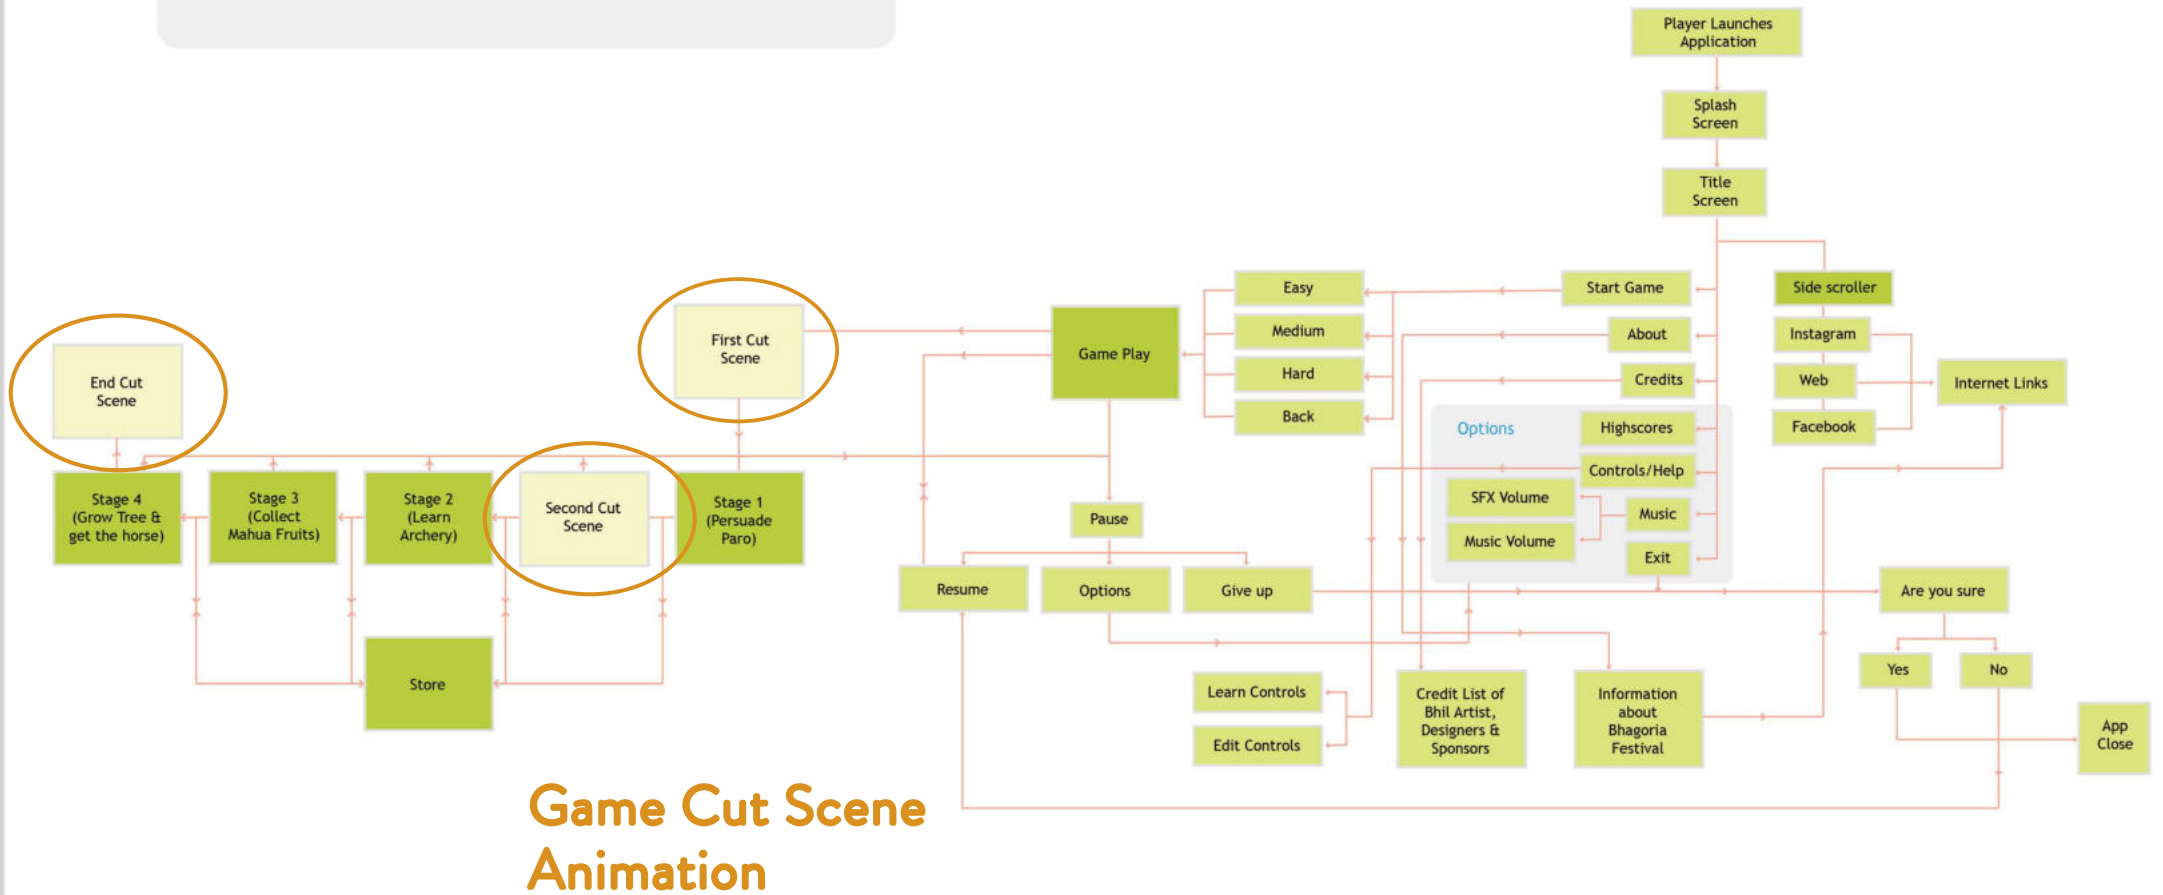 Player Launches
Application
Splash
Screen
Title
Screen
Side scroller
Instagram
Web
Facebook
Internet Links
Start Game
About
Credits
Options
Highscores
Controls/Help
SFX Volume
Music
Music Volume
Exit
Easy
Medium
Hard
Back
Game Play
First Cut
Scene
End Cut
Scene
Stage 4
(Grow Tree &
get the horse)
Stage 3
(Collect
Mahua Fruits)
Stage 2
(Learn
Archery)
Second Cut
Scene
Stage 1
(Persuade
Paro)
Store
Pause
Resume
Options
Give up
Are you sure
Yes
No
App
Close
Learn Controls
Edit Controls
Credit List of
Bhil Artist,
Designers &
Sponsors
Information
about
Bhagoria
Festival
Game Cut Scene
Animation